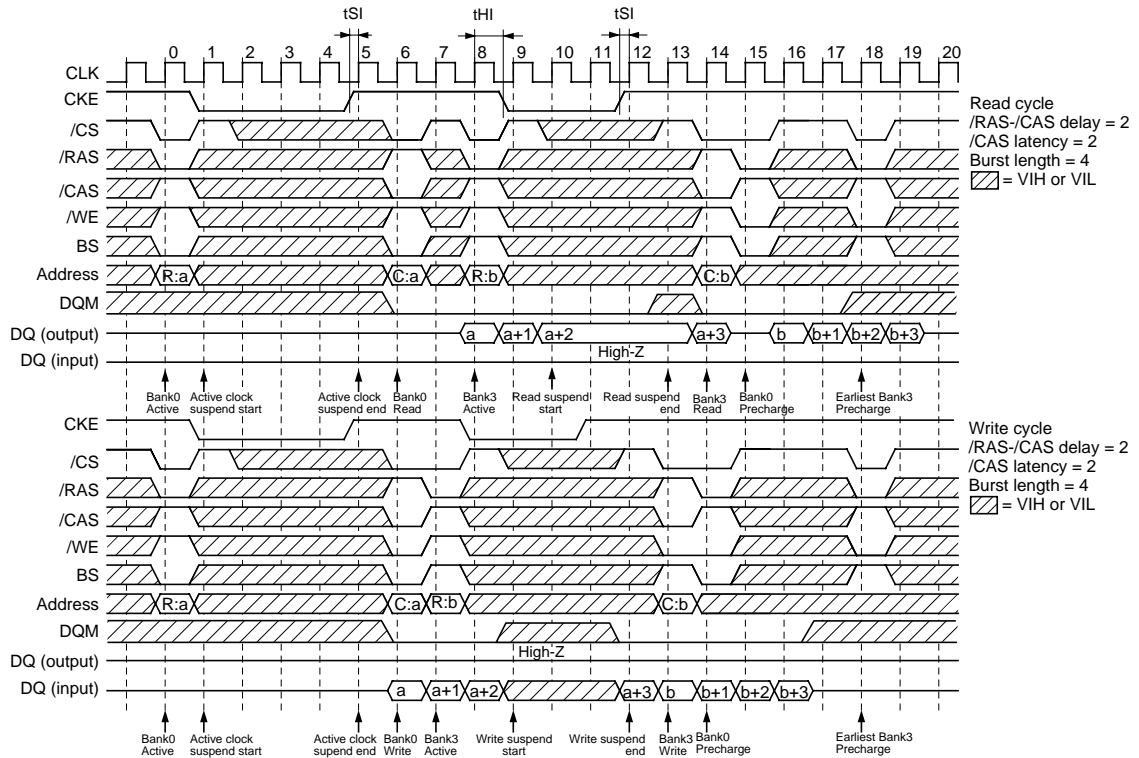 tSI tHI tSI
0 1 2 3 4 5 6 7 8 9 10 11 12 13 14 15 16 17 18 19 20
CLK
CKE
/CS
/RAS
/CAS
/WE
BS
Address R:a C:a R:b C:b
DQM
DQ (output) a a+1 a+2 a+3 b b+1 b+2 b+3
High-Z
DQ (input)
Read cycle
/RAS-/CAS delay = 2
/CAS latency = 2
Burst length = 4
= VIH or VIL
Bank0 Active
Active clock suspend start
Active clock suspend end
Bank0 Read
Bank3 Active
Read suspend start
Read suspend end
Bank3 Read
Bank0 Precharge
Earliest Bank3 Precharge
CKE
/CS
/RAS
/CAS
/WE
BS
Address R:a C:a R:b C:b
DQM
High-Z
DQ (output)
DQ (input) a a+1 a+2 a+3 b b+1 b+2 b+3
Write cycle
/RAS-/CAS delay = 2
/CAS latency = 2
Burst length = 4
= VIH or VIL
Bank0 Active
Active clock suspend start
Active clock supend end
Bank0 Write
Bank3 Active
Write suspend start
Write suspend end
Bank3 Write
Bank0 Precharge
Earliest Bank3 Precharge